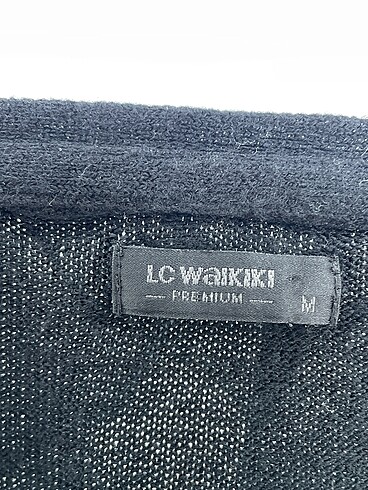 LC WAIKIKI
— PREMIUM —
M